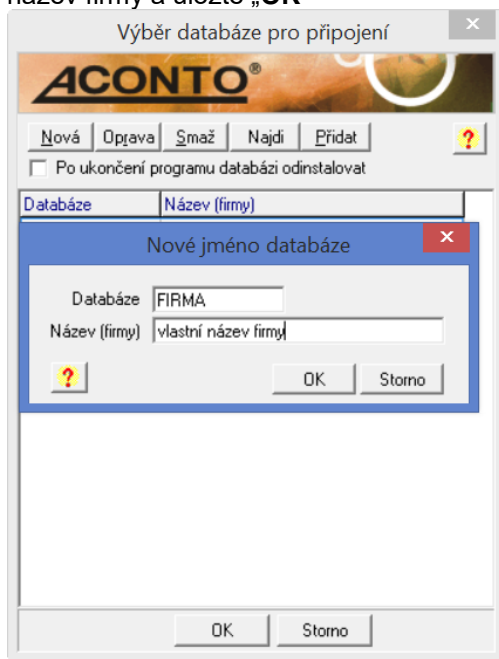 název firmy a uložte „OK
Výběr databáze pro připojení
ACONTO®
Nová Oprava Smaž Najdi Přidat ?
Po ukončení programu databázi odinstalovat
Databáze Název (firmy)
Nové jméno databáze
Databáze FIRMA
Název (firmy) vlastní název firmy
? OK Storno
OK Storno